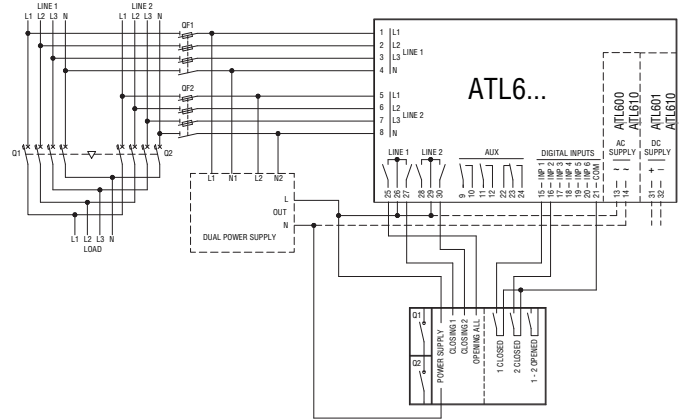 LINE 1 LINE 2
L1 L2 L3 N L1 L2 L3 N
QF1
QF2
Q1 Q2
L1 L2 L3 N
LOAD
L1 N1 L2 N2
L
OUT
N
DUAL POWER SUPPLY
1 L1
2 L2
3 L3
4 N
LINE 1
5 L1
6 L2
7 L3
8 N
LINE 2
ATL6...
ATL600
ATL610
ATL601
ATL610
AC
SUPPLY
DC
SUPPLY
~ ~
+ –
LINE 1 LINE 2 AUX DIGITAL INPUTS
25 26 27 28 29 30
9 10 11 12 22 23 24
15 – INP 1
16 – INP 2
17 – INP 3
18 – INP 4
19 – INP 5
20 – INP 6
21 – COM
13 14
31 32
Q1
Q2
POWER SUPPLY
CLOSING 1
CLOSING 2
OPENING ALL
1 CLOSED
2 CLOSED
1 - 2 OPENED